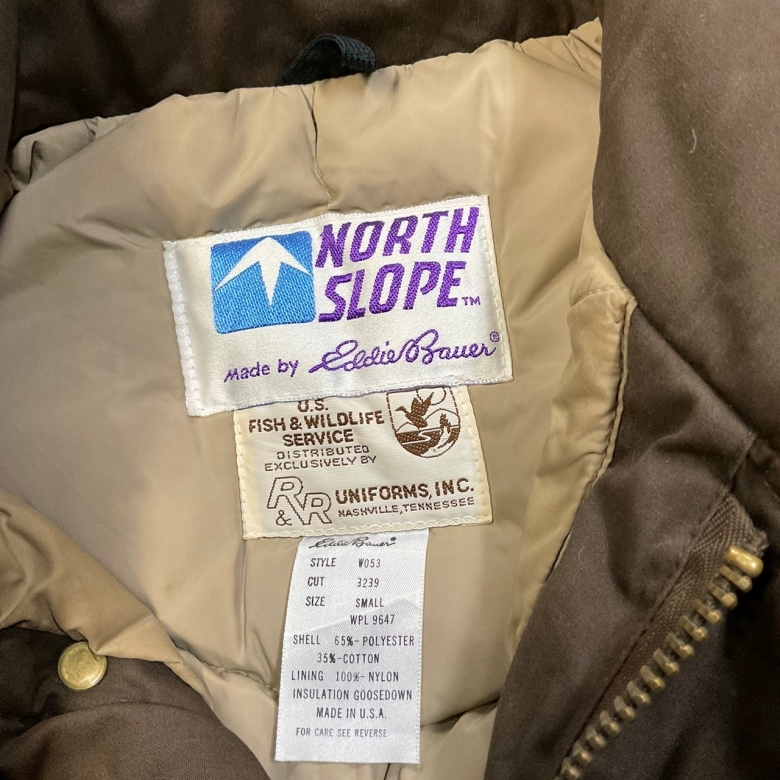 NORTH
SLOPE™
Made by Eddie Bauer®
U.S.
FISH & WILDLIFE
SERVICE
DISTRIBUTED
EXCLUSIVELY BY
R&R UNIFORMS, INC.
NASHVILLE, TENNESSEE
Eddie Bauer®
STYLE W053
CUT 3239
SIZE SMALL
WPL 9647
SHELL 65%-POLYESTER
35%-COTTON
LINING 100%-NYLON
INSULATION GOOSEDOWN
MADE IN U.S.A.
FOR CARE SEE REVERSE